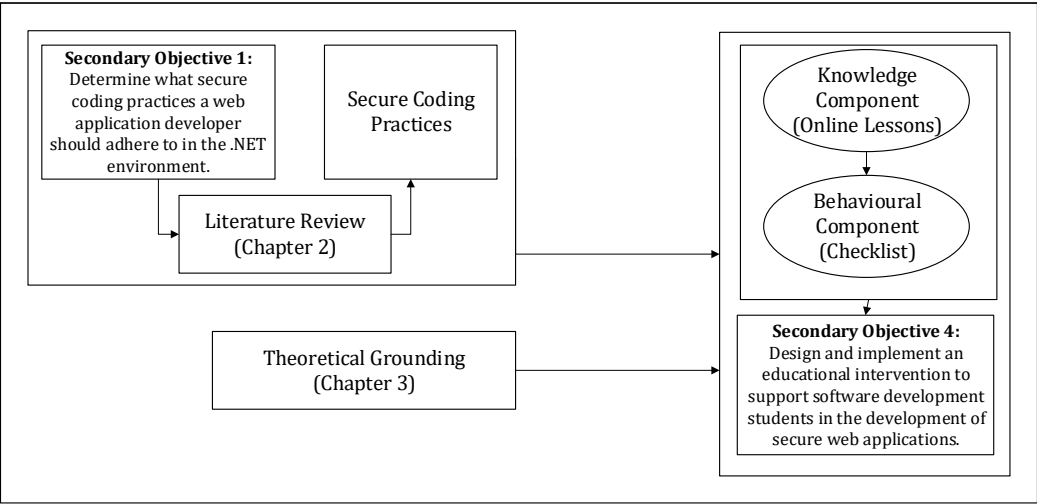 Secondary Objective 1:
Determine what secure
coding practices a web
application developer
should adhere to in the .NET
environment.
Secure Coding
Practices
Literature Review
(Chapter 2)
Theoretical Grounding
(Chapter 3)
Knowledge
Component
(Online Lessons)
Behavioural
Component
(Checklist)
Secondary Objective 4:
Design and implement an
educational intervention to
support software development
students in the development of
secure web applications.